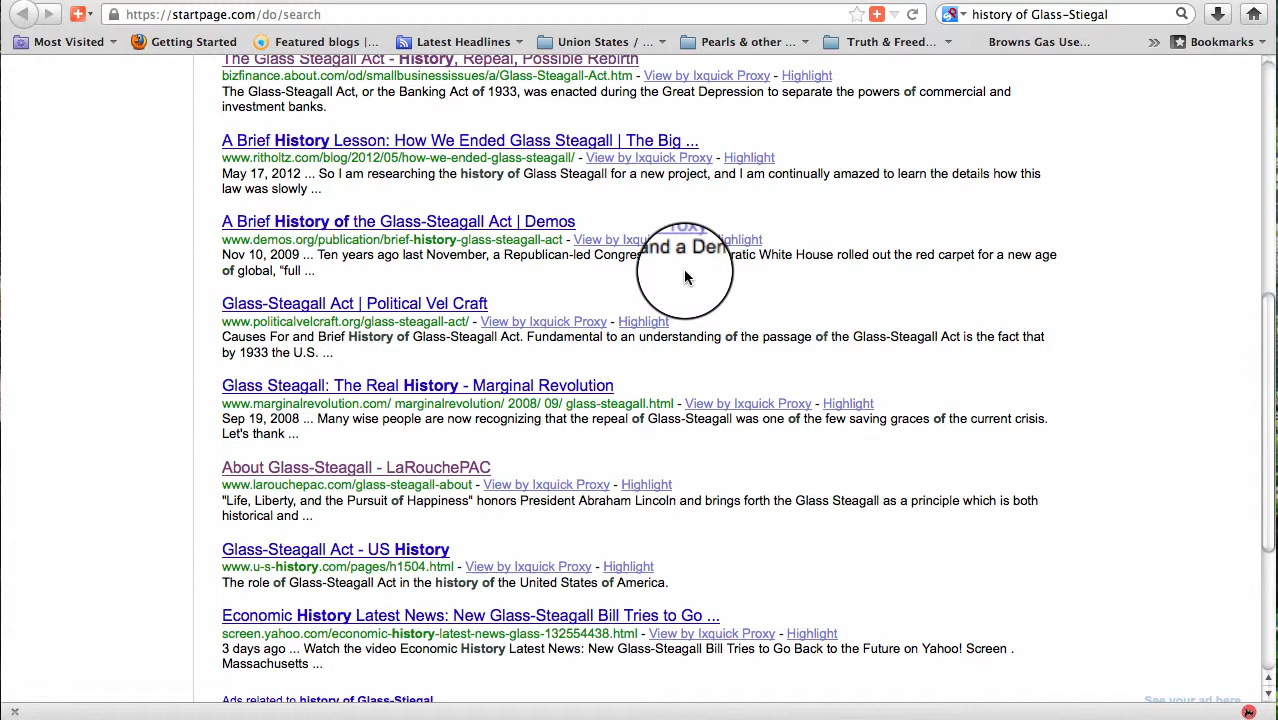 https://startpage.com/do/search
history of Glass-Stiegal
Most Visited
Getting Started
Featured blogs |...
Latest Headlines
Union States / ...
Pearls & other ...
Truth & Freed...
Browns Gas Use...
Bookmarks
The Glass-Steagall Act - History, Repeal, Possible Rebirth
bizfinance.about.com/od/smallbusinessissues/a/Glass-Steagall-Act.htm - View by Ixquick Proxy - Highlight
The Glass-Steagall Act, or the Banking Act of 1933, was enacted during the Great Depression to separate the powers of commercial and
investment banks.
A Brief History Lesson: How We Ended Glass Steagall | The Big ...
www.ritholtz.com/blog/2012/05/how-we-ended-glass-steagall/ - View by Ixquick Proxy - Highlight
May 17, 2012 ... So I am researching the history of Glass Steagall for a new project, and I am continually amazed to learn the details how this
law was slowly ...
A Brief History of the Glass-Steagall Act | Demos
www.demos.org/publication/brief-history-glass-steagall-act - View by Ixqu roxy ghlight
Nov 10, 2009 ... Ten years ago last November, a Republican-led Congre and a Dem ratic White House rolled out the red carpet for a new age
of global, "full ...
Glass-Steagall Act | Political Vel Craft
www.politicalvelcraft.org/glass-steagall-act/ - View by Ixquick Proxy - Highlight
Causes For and Brief History of Glass-Steagall Act. Fundamental to an understanding of the passage of the Glass-Steagall Act is the fact that
by 1933 the U.S. ...
Glass Steagall: The Real History - Marginal Revolution
www.marginalrevolution.com/ marginalrevolution/ 2008/ 09/ glass-steagall.html - View by Ixquick Proxy - Highlight
Sep 19, 2008 ... Many wise people are now recognizing that the repeal of Glass-Steagall was one of the few saving graces of the current crisis.
Let's thank ...
About Glass-Steagall - LaRouchePAC
www.larouchepac.com/glass-steagall-about - View by Ixquick Proxy - Highlight
"Life, Liberty, and the Pursuit of Happiness" honors President Abraham Lincoln and brings forth the Glass Steagall as a principle which is both
historical and ...
Glass-Steagall Act - US History
www.u-s-history.com/pages/h1504.html - View by Ixquick Proxy - Highlight
The role of Glass-Steagall Act in the history of the United States of America.
Economic History Latest News: New Glass-Steagall Bill Tries to Go ...
screen.yahoo.com/economic-history-latest-news-glass-132554438.html - View by Ixquick Proxy - Highlight
3 days ago ... Watch the video Economic History Latest News: New Glass-Steagall Bill Tries to Go Back to the Future on Yahoo! Screen .
Massachusetts ...
Ads related to history of Glass-Stiegal
See your ad here